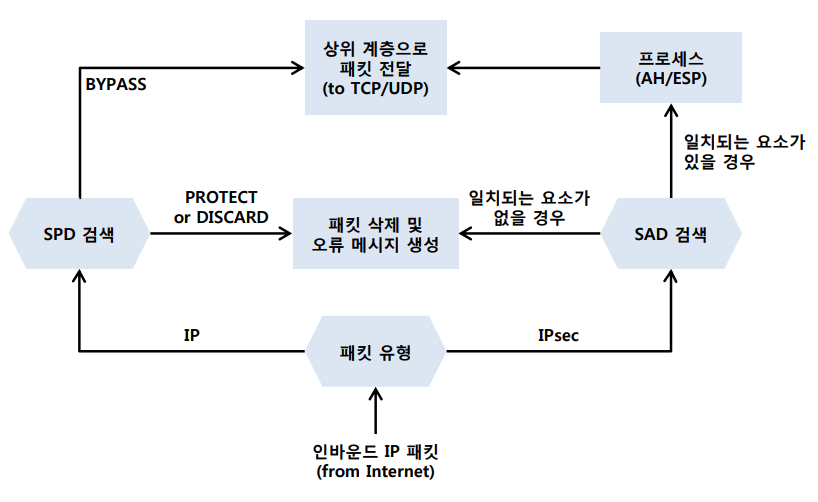 상위 계층으로
패킷 전달
(to TCP/UDP)
프로세스
(AH/ESP)
BYPASS
일치되는 요소가
있을 경우
PROTECT
or DISCARD
일치되는 요소가
없을 경우
SPD 검색
패킷 삭제 및
오류 메시지 생성
SAD 검색
IP
IPsec
패킷 유형
인바운드 IP 패킷
(from Internet)